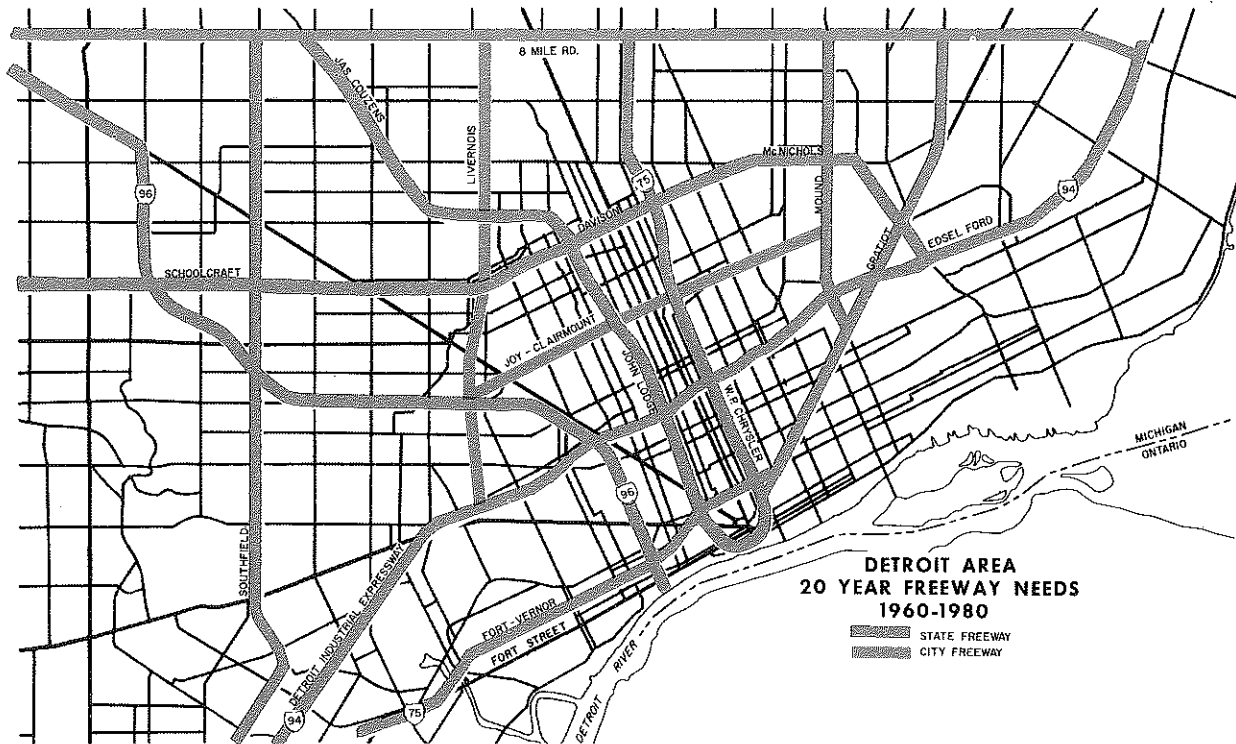 8 MILE RD.
JAS COUZENS
LIVERNOIS
McNICHOLS
96
75
94
DAVISON
MOUND
GRATIOT
EDSEL FORD
SCHOOLCRAFT
JOY - CLAIRMOUNT
JOHN LODGE
W.P. CHRYSLER
MICHIGAN
ONTARIO
96
SOUTHFIELD
DETROIT INDUSTRIAL EXPRESSWAY
FORT-VERNOR
FORT STREET
DETROIT RIVER
94
75
DETROIT AREA
20 YEAR FREEWAY NEEDS
1960-1980
STATE FREEWAY
CITY FREEWAY